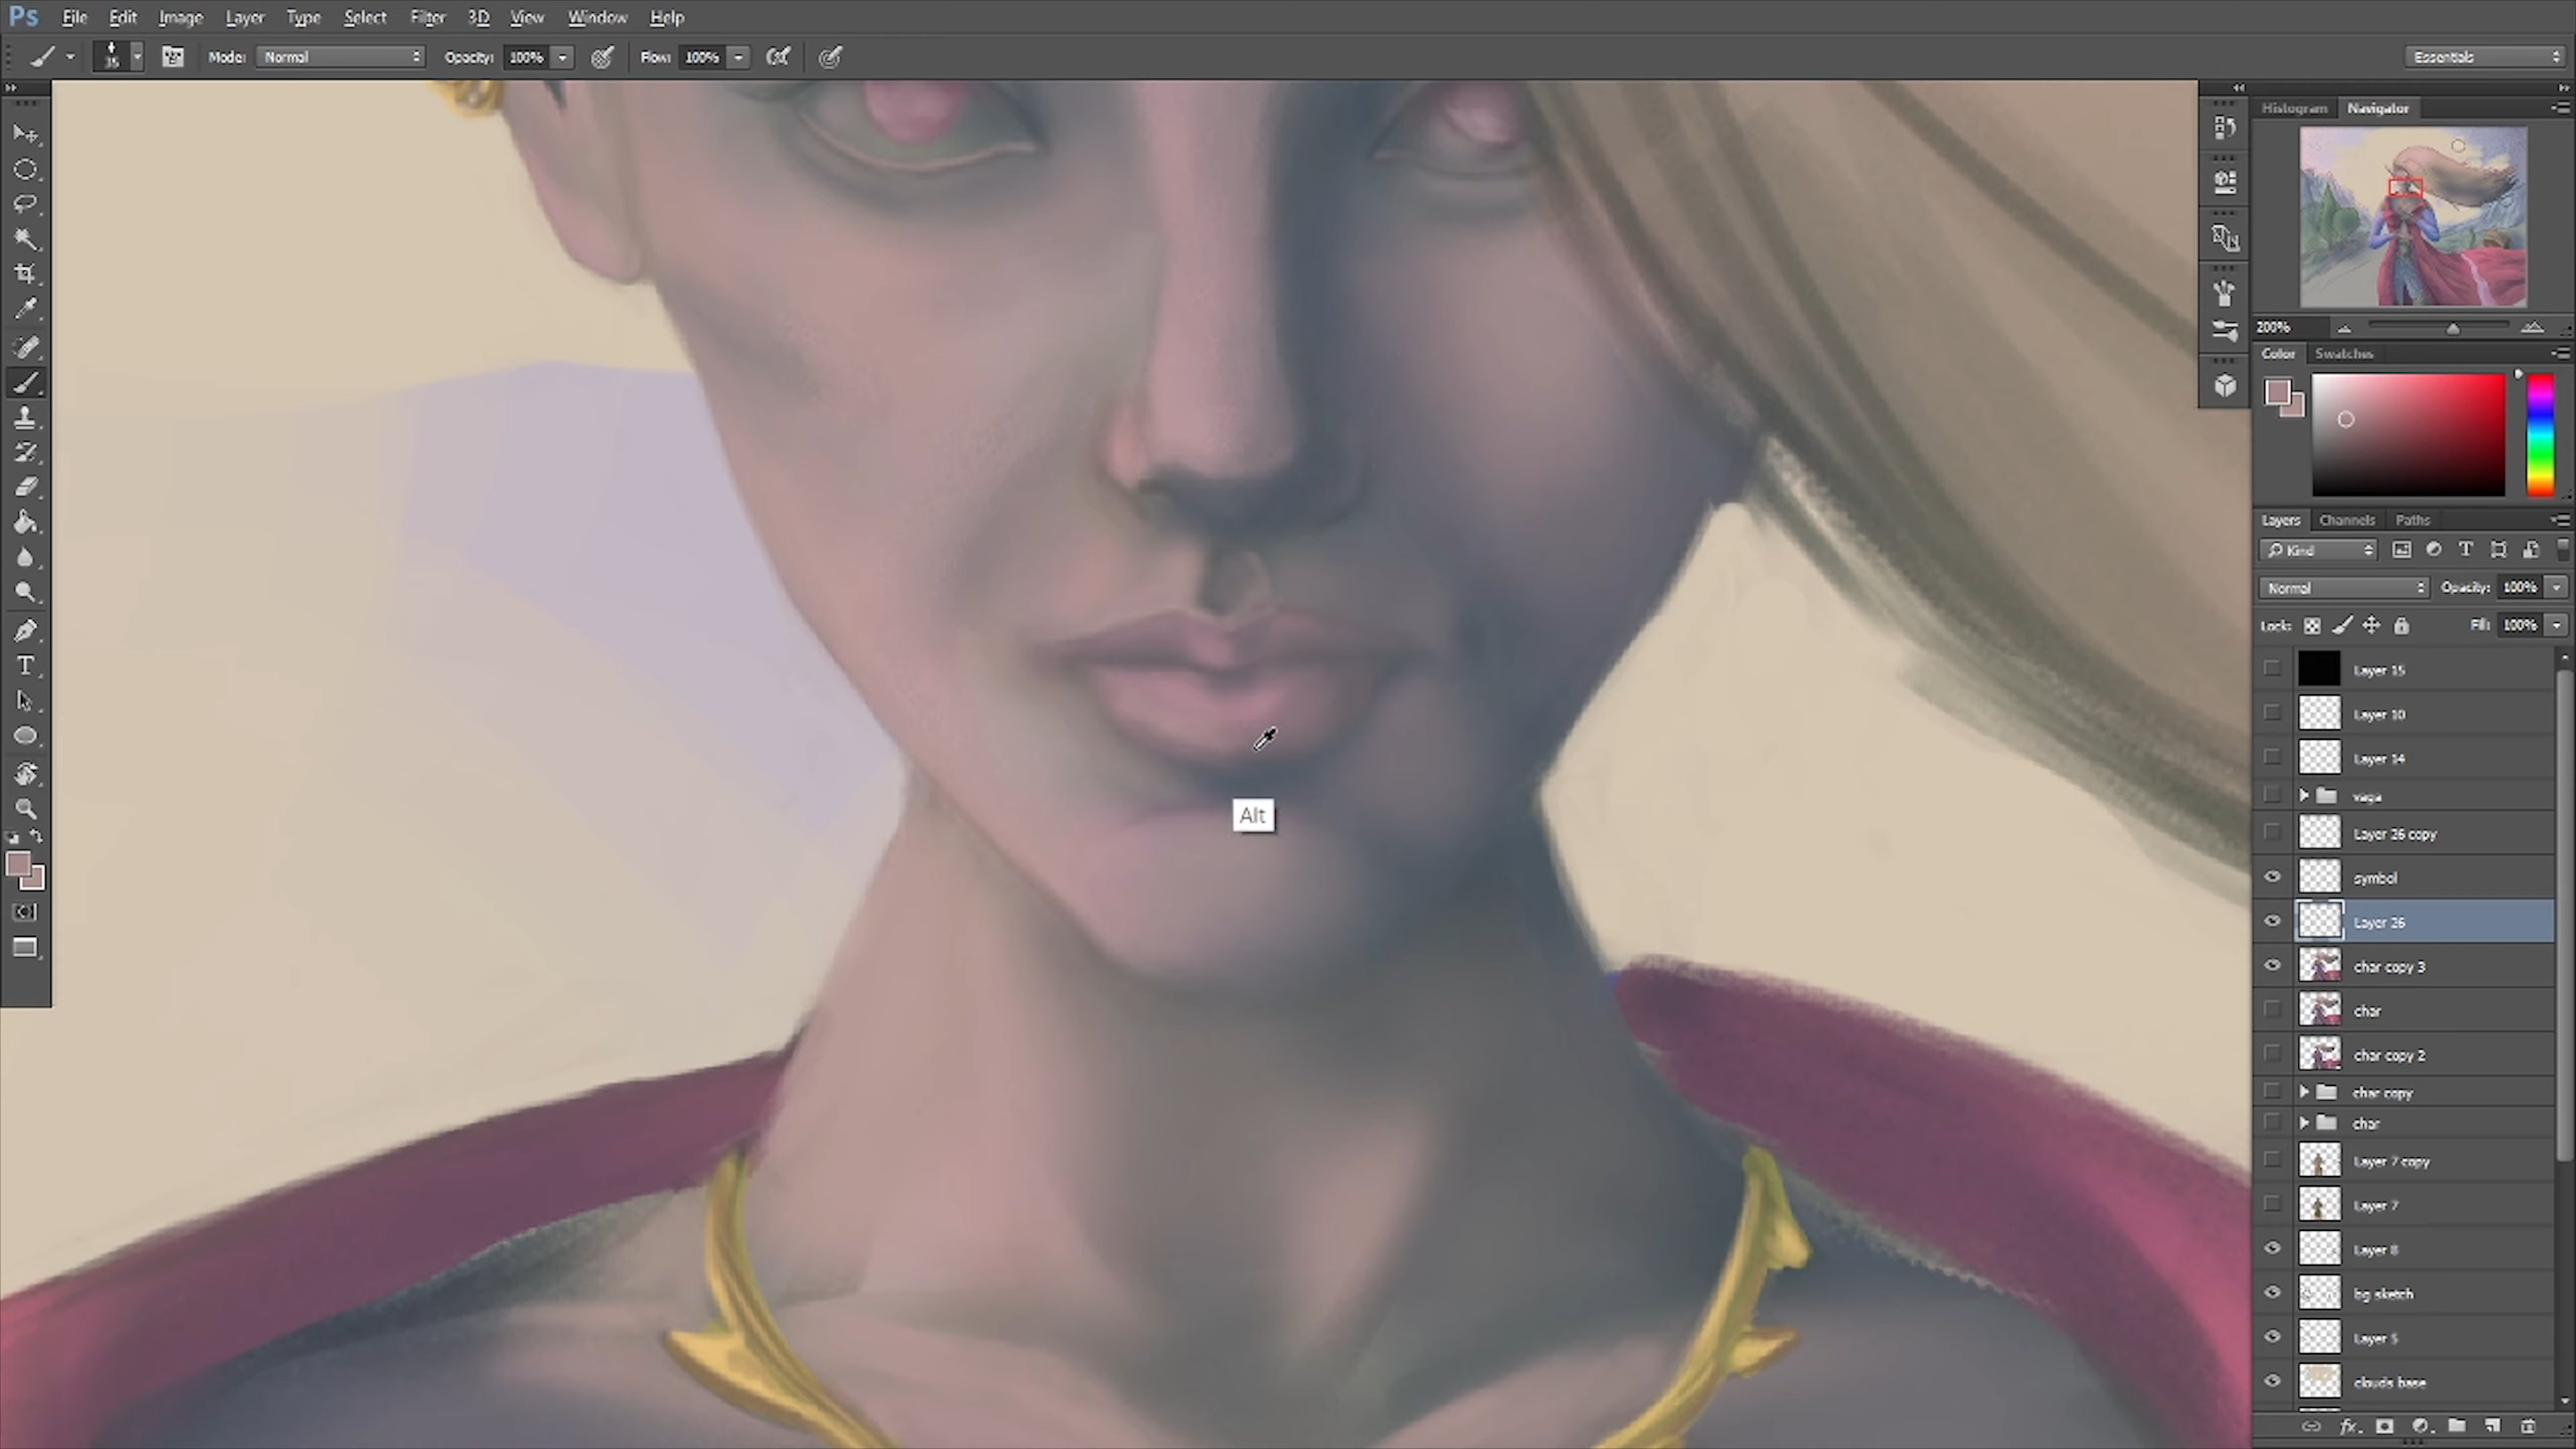 Ps File Edit Image Layer Type Select Filter 3D View Window Help
15 Mode: Normal Opacity: 100% Flow: 100% Essentials
Histogram Navigator
200%
Color Swatches
Layers Channels Paths
Kind
Normal Opacity: 100%
Lock: Fill: 100%
Layer 15
Layer 10
Layer 14
vaga
Layer 26 copy
symbol
Layer 26
char copy 3
char
char copy 2
char copy
char
Layer 7 copy
Layer 7
Layer 8
bg sketch
Layer 5
clouds base
fx
Alt